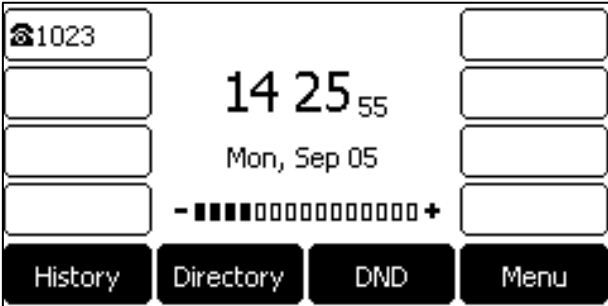 ☎1023
14 25 55
Mon, Sep 05
- +
History Directory DND Menu